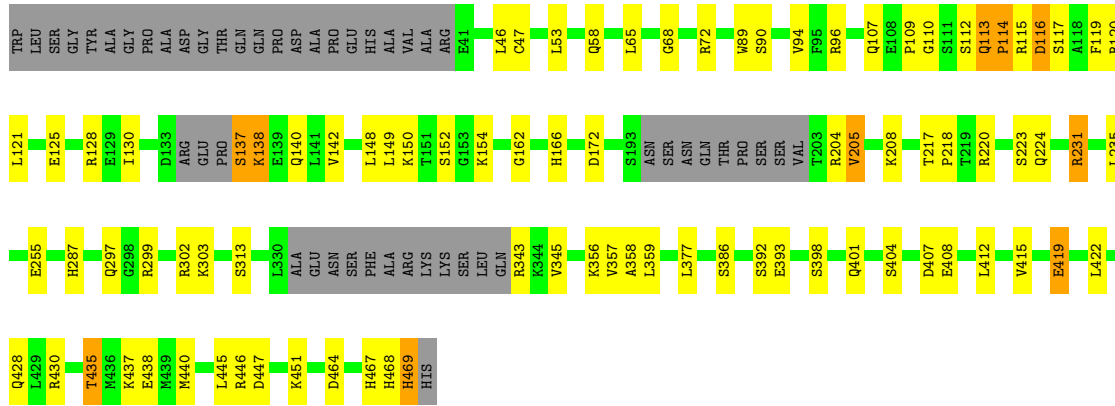 TRP LEU SER GLY TYR ALA GLY PRO ALA ASP GLY THR GLN GLN PRO ASP ALA PRO GLU HIS ALA VAL ALA ARG E41 L46 C47 L53 Q58 L65 G68 R72 W89 S90 V94 F95 R96 Q107 E108 P109 G110 S111 S112 Q113 P114 R115 D116 S117 A118 F119
L121 E125 R128 E129 I130 D133 ARG GLU PRO S137 K138 E139 Q140 L141 V142 L148 L149 K150 T151 S152 G153 K154 G162 H166 D172 S193 ASN SER ASN GLN THR PRO SER SER VAL T203 R204 V205 K208 T217 P218 T219 R220 S223 Q224 R231 L235
E255 H287 Q297 G298 R299 R302 K303 S313 L330 ALA GLU ASN SER PHE ALA ARG LYS LYS SER LEU GLN R343 K344 V345 K356 V357 A358 L359 L377 S386 S392 E393 S398 Q401 S404 D407 E408 L412 V415 E419 L422
Q428 L429 R430 T435 M436 K437 E438 M439 M440 L445 R446 D447 K451 D464 H467 H468 H469 HIS